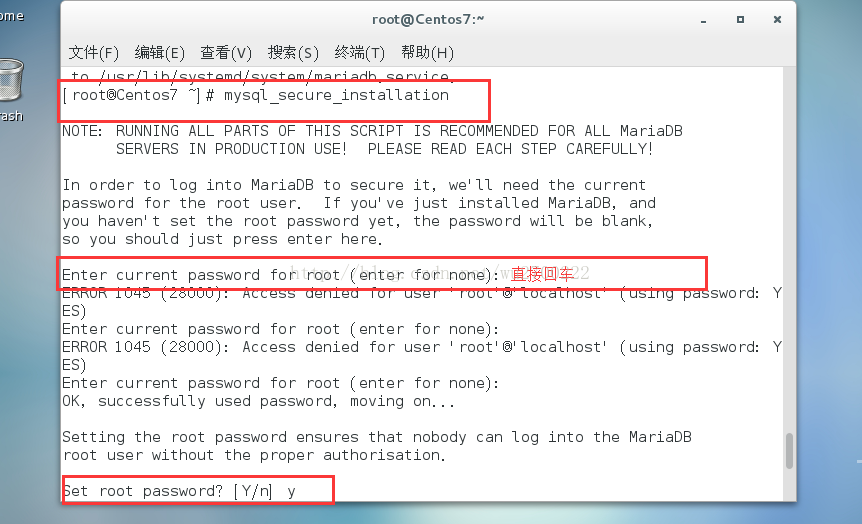 ome
ash
root@Centos7:~
文件(F) 编辑(E) 查看(V) 搜索(S) 终端(T) 帮助(H)
to /usr/lib/systemd/system/mariadb.service.
[root@Centos7 ~]# mysql_secure_installation
NOTE: RUNNING ALL PARTS OF THIS SCRIPT IS RECOMMENDED FOR ALL MariaDB
SERVERS IN PRODUCTION USE!  PLEASE READ EACH STEP CAREFULLY!
In order to log into MariaDB to secure it, we'll need the current
password for the root user.  If you've just installed MariaDB, and
you haven't set the root password yet, the password will be blank,
so you should just press enter here.
Enter current password for root (enter for none): 直接回车
ERROR 1045 (28000): Access denied for user 'root'@'localhost' (using password: Y
ES)
Enter current password for root (enter for none):
ERROR 1045 (28000): Access denied for user 'root'@'localhost' (using password: Y
ES)
Enter current password for root (enter for none):
OK, successfully used password, moving on...
Setting the root password ensures that nobody can log into the MariaDB
root user without the proper authorisation.
Set root password? [Y/n] y